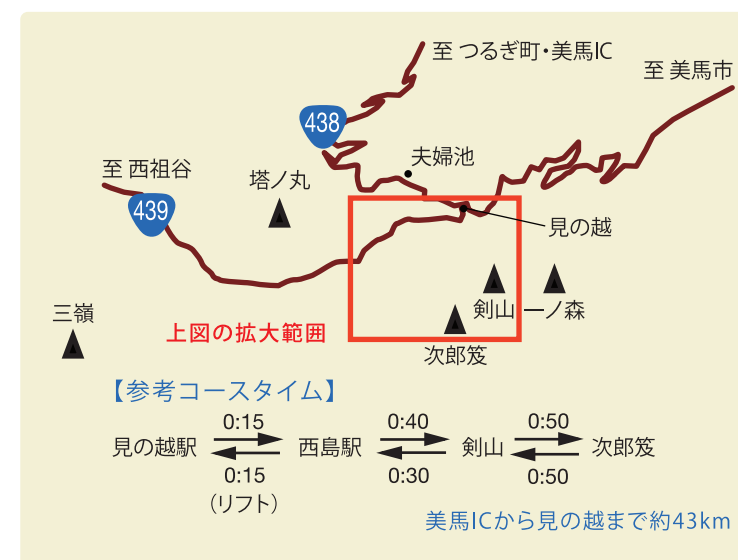 至 つるぎ町・美馬IC
至 美馬市
438
夫婦池
至 西祖谷
塔ノ丸
439
見の越
三嶺
剣山
一ノ森
上図の拡大範囲
次郎笈
【参考コースタイム】
0:15 0:40 0:50
見の越駅 西島駅 剣山 次郎笈
0:15 0:30 0:50
(リフト)
美馬ICから見の越まで約43km